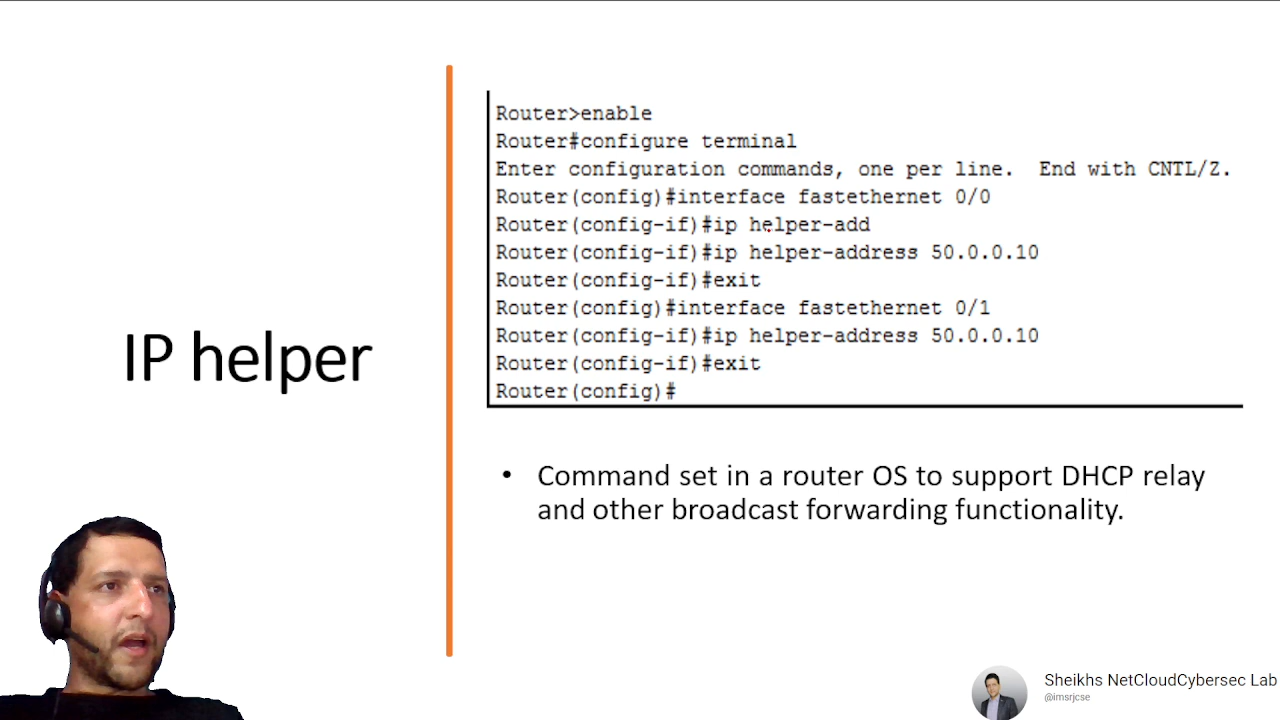 IP helper
Router>enable
Router#configure terminal
Enter configuration commands, one per line.  End with CNTL/Z.
Router(config)#interface fastethernet 0/0
Router(config-if)#ip helper-add
Router(config-if)#ip helper-address 50.0.0.10
Router(config-if)#exit
Router(config)#interface fastethernet 0/1
Router(config-if)#ip helper-address 50.0.0.10
Router(config-if)#exit
Router(config)#
• Command set in a router OS to support DHCP relay
and other broadcast forwarding functionality.
Sheikhs NetCloudCybersec Lab
@imsrjcse